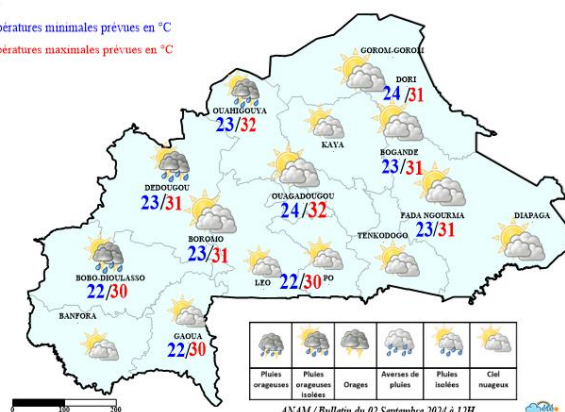 pératures minimales prévues en °C
pératures maximales prévues en °C
GOROM-GOROM
DORI
24/31
OUAHIGOUYA
23/32
KAYA
BOGANDE
23/31
DEDOUGOU
23/31
OUAGADOUGOU
24/32
FADA NGOURMA
23/31
DIAPAGA
BOROMO
23/31
TENKODOGO
BOBO-DIOULASSO
22/30
LEO 22/30 PO
BANFORA
GAOUA
22/30
Pluies orageuses
Pluies orageuses isolées
Orages
Averses de pluies
Pluies isolées
Ciel nuageux
0 100 200
ANAM / Bulletin du 02 Septembre 2024 à 12H